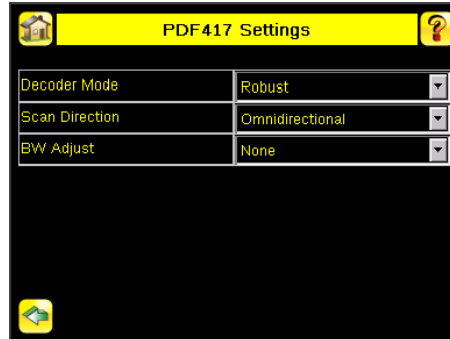 PDF417 Settings
?
Decoder Mode Robust
Scan Direction Omnidirectional
BW Adjust None